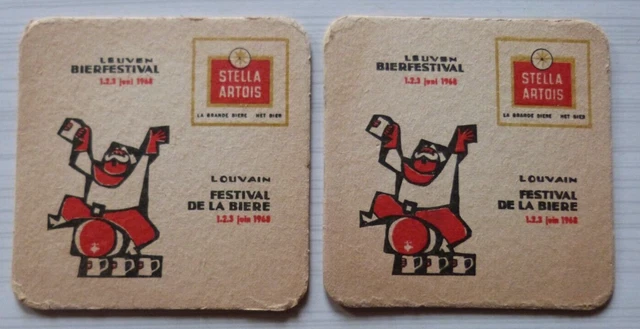 LEUVEN
BIERFESTIVAL
1.2.3 juni 1968
STELLA
ARTOIS
LA GRANDE BIERE HET BIER
LOUVAIN
FESTIVAL
DE LA BIERE
1.2.3 juin 1968
LEUVEN
BIERFESTIVAL
1.2.3 juni 1968
STELLA
ARTOIS
LA GRANDE BIERE HET BIER
LOUVAIN
FESTIVAL
DE LA BIERE
1.2.3 juin 1968